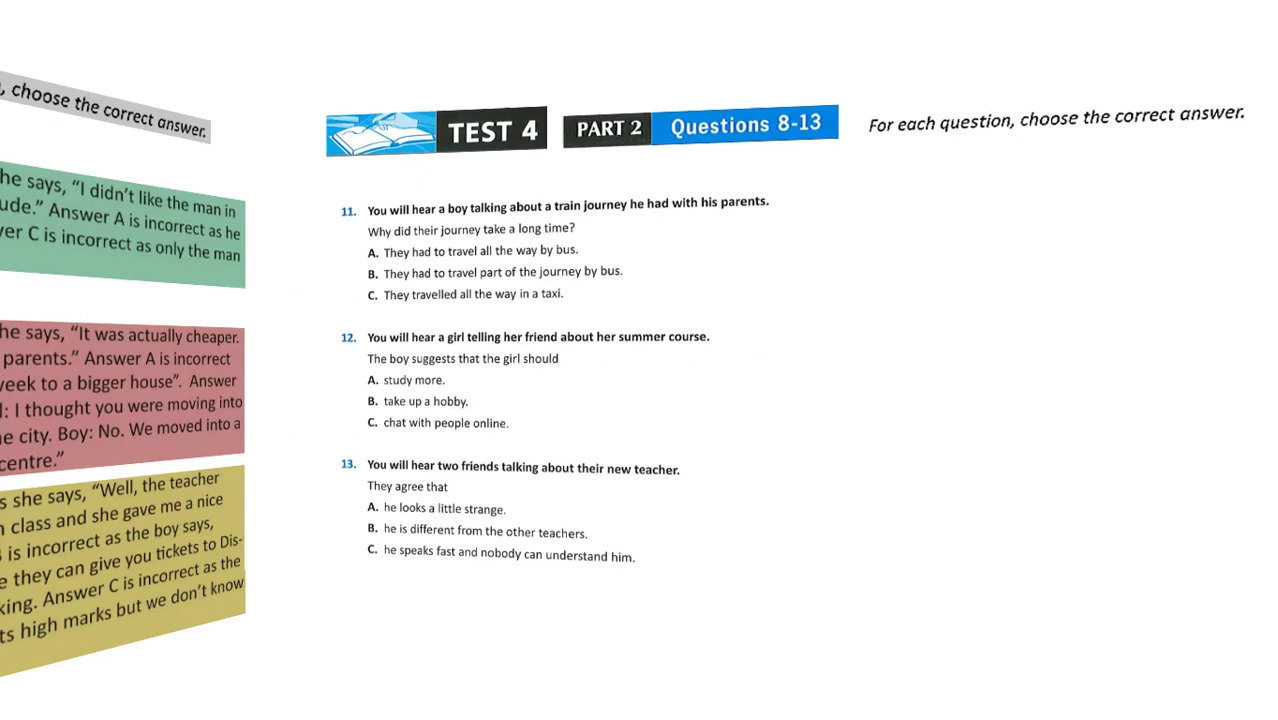 , choose the correct answer.
he says, “I didn’t like the man in
ude.” Answer A is incorrect as he
er C is incorrect as only the man
he says, “It was actually cheaper.
parents.” Answer A is incorrect
eek to a bigger house”. Answer
: I thought you were moving into
e city. Boy: No. We moved into a
centre.”
s she says, “Well, the teacher
class and she gave me a nice
is incorrect as the boy says,
e they can give you tickets to Dis-
king. Answer C is incorrect as the
ts high marks but we don’t know
TEST 4 PART 2 Questions 8-13
For each question, choose the correct answer.
11. You will hear a boy talking about a train journey he had with his parents.
Why did their journey take a long time?
A. They had to travel all the way by bus.
B. They had to travel part of the journey by bus.
C. They travelled all the way in a taxi.
12. You will hear a girl telling her friend about her summer course.
The boy suggests that the girl should
A. study more.
B. take up a hobby.
C. chat with people online.
13. You will hear two friends talking about their new teacher.
They agree that
A. he looks a little strange.
B. he is different from the other teachers.
C. he speaks fast and nobody can understand him.